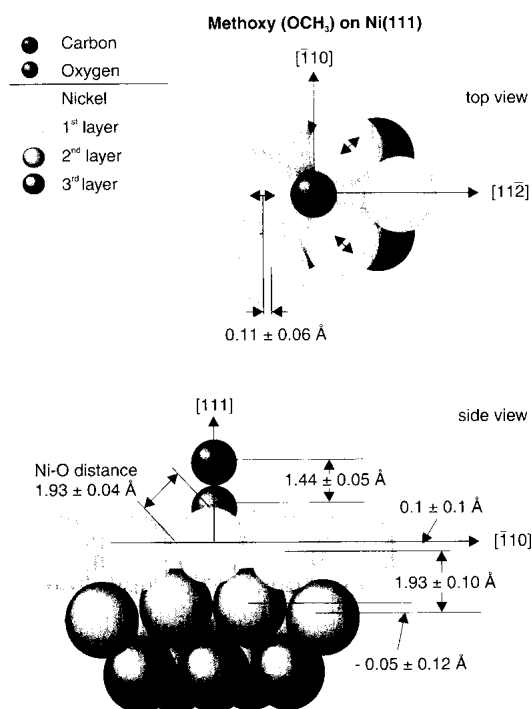 Methoxy (OCH₃) on Ni(111)
Carbon
Oxygen
Nickel
1ˢᵗ layer
2ⁿᵈ layer
3ʳᵈ layer
[1̄10]
top view
[112̄]
0.11 ± 0.06 Å
[111]
side view
Ni-O distance
1.93 ± 0.04 Å
1.44 ± 0.05 Å
0.1 ± 0.1 Å
[1̄10]
1.93 ± 0.10 Å
- 0.05 ± 0.12 Å